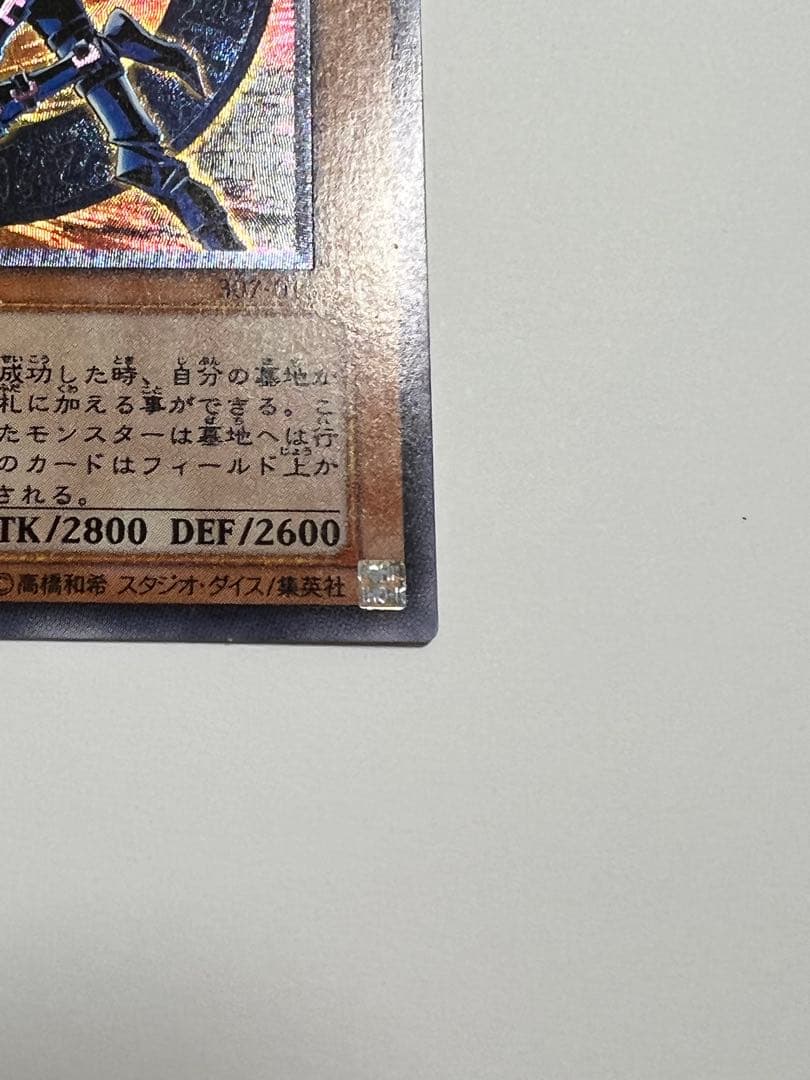 307-01
成功した時、自分の墓地か
札に加える事ができる。こ
たモンスターは墓地へは行
のカードはフィールド上か
される。
TK/2800 DEF/2600
©高橋和希 スタジオ・ダイス/集英社